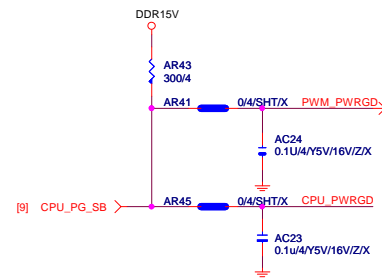 DDR15V
AR43
300/4
AR41 0/4/SHT/X PWM_PWRGD
AC24
0.1U/4/Y5V/16V/Z/X
[9] CPU_PG_SB AR45 0/4/SHT/X CPU_PWRGD
AC23
0.1u/4/Y5V/16V/Z/X